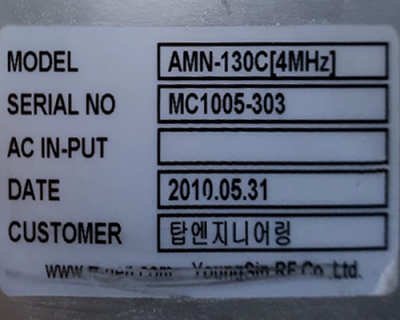 MODEL AMN-130C[4MHz]
SERIAL NO MC1005-303
AC IN-PUT
DATE 2010.05.31
CUSTOMER 탑엔지니어링
YoungSin RF Co.,Ltd.